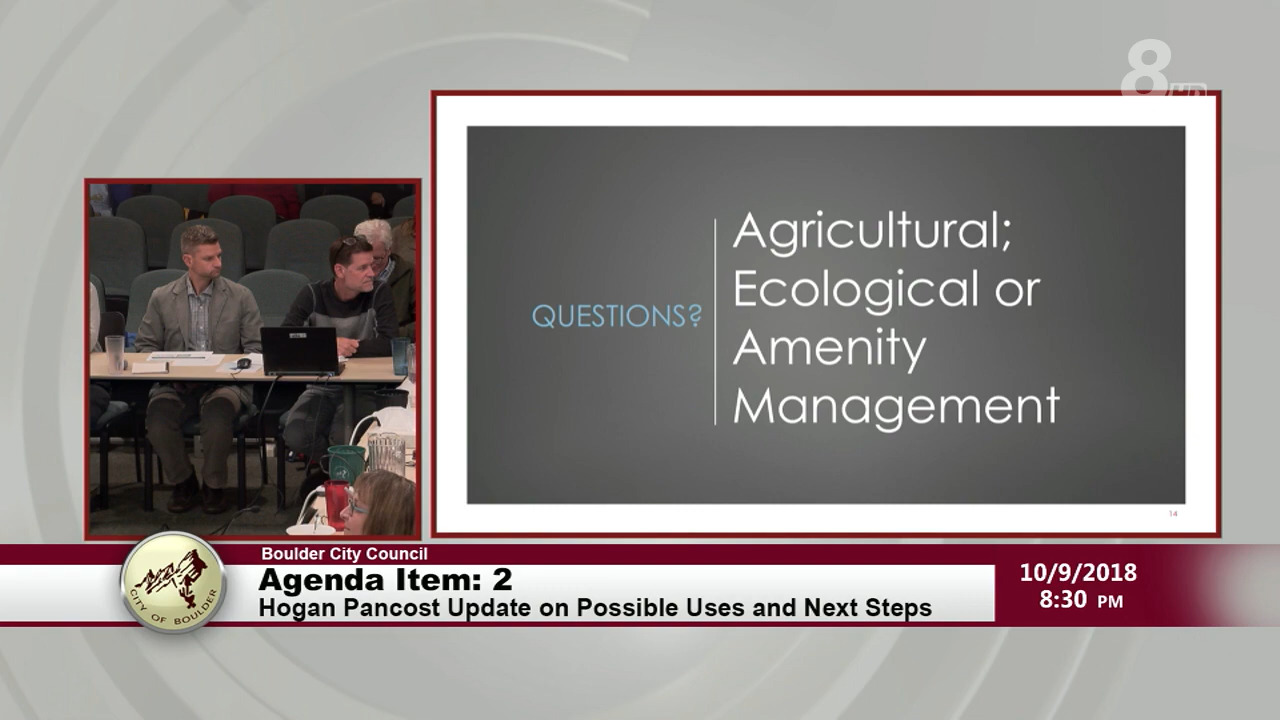 8
HD
QUESTIONS?
Agricultural;
Ecological or
Amenity
Management
14
Boulder City Council
Agenda Item: 2
Hogan Pancost Update on Possible Uses and Next Steps
CITY OF BOULDER
10/9/2018
8:30 PM